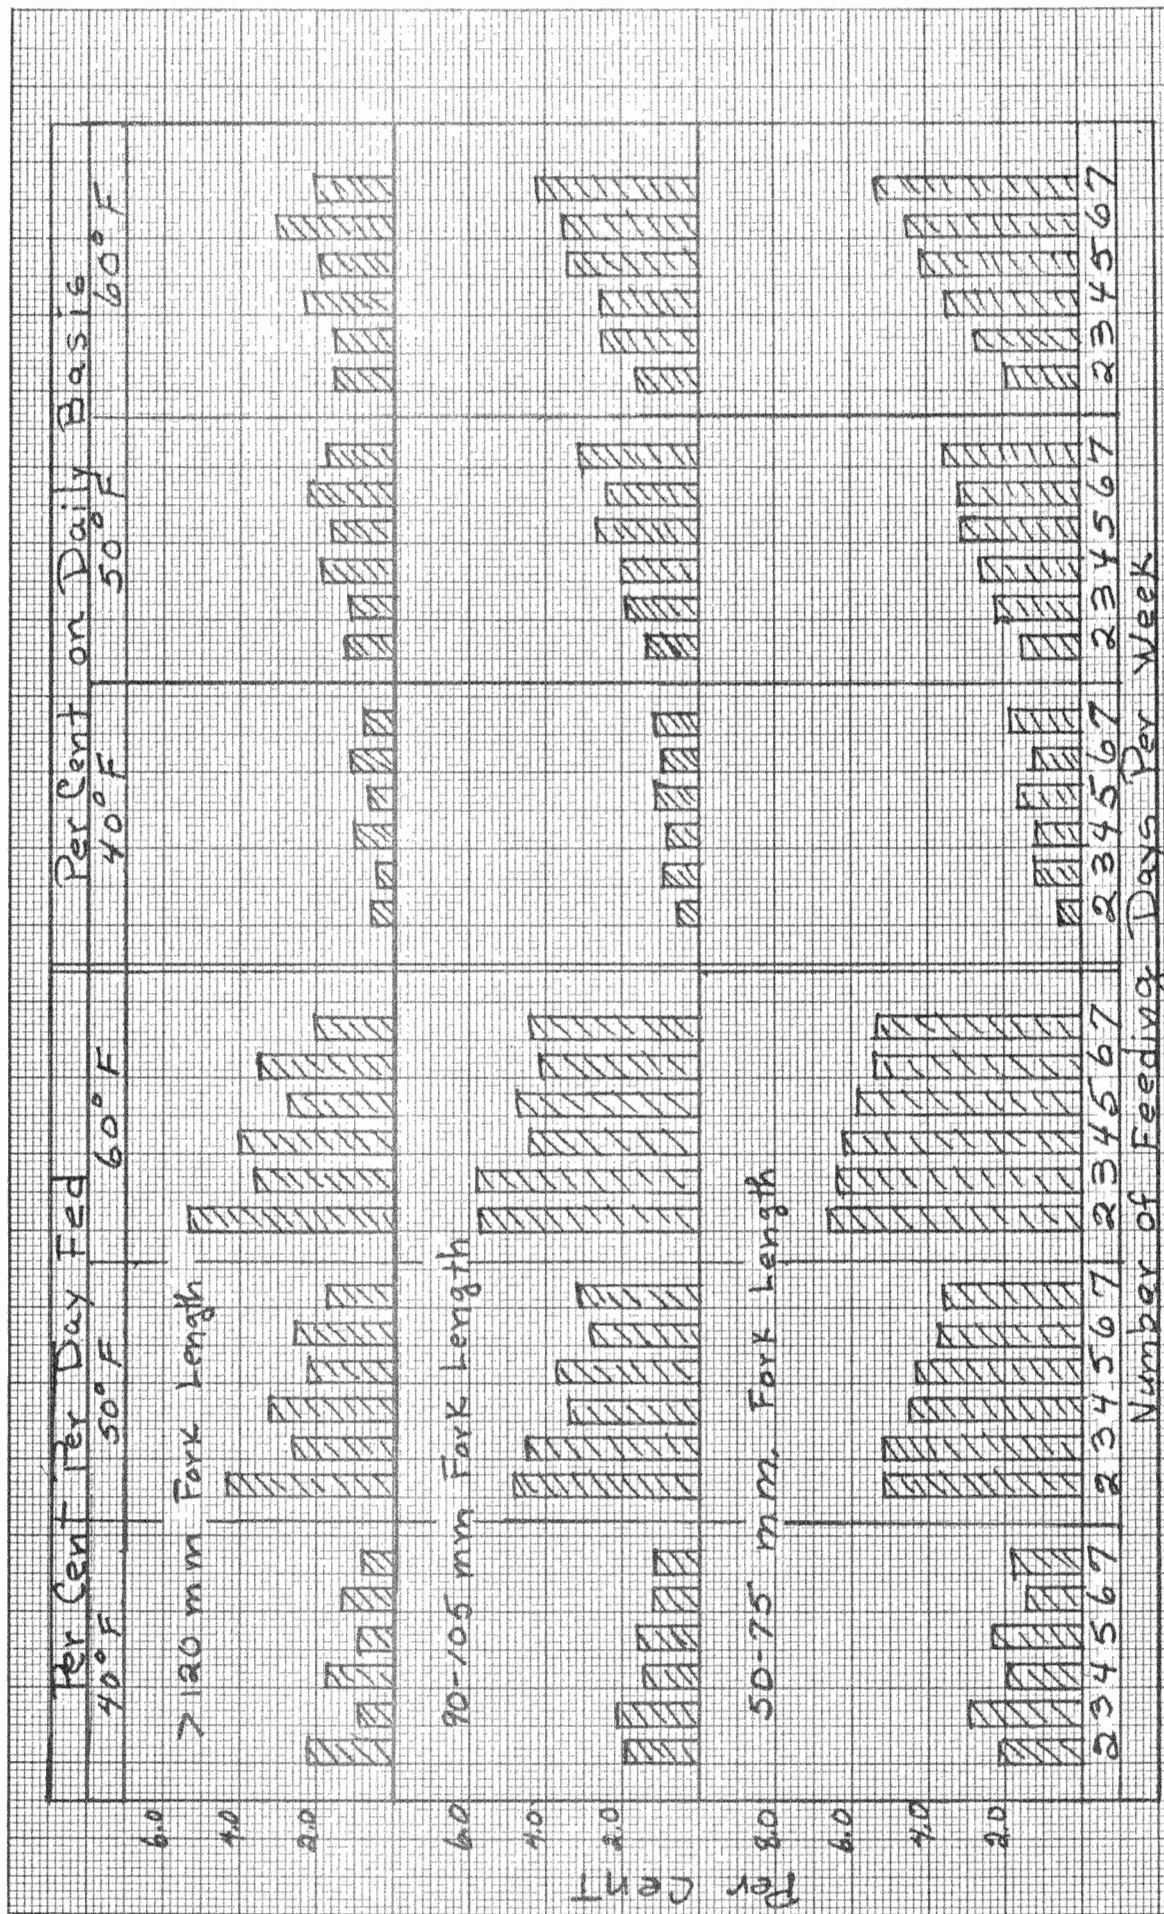 Per Cent Per Day Fed
Per Cent on Daily Basis
40° F 50° F 60° F 40° F 50° F 60° F
>120 mm Fork Length
6.0
4.0
2.0
90-105 mm Fork Length
6.0
4.0
2.0
50-75 m.m. Fork Length
8.0
6.0
4.0
2.0
Per Cent
2 3 4 5 6 7 2 3 4 5 6 7 2 3 4 5 6 7 2 3 4 5 6 7 2 3 4 5 6 7 2 3 4 5 6 7
Number of Feeding Days Per Week